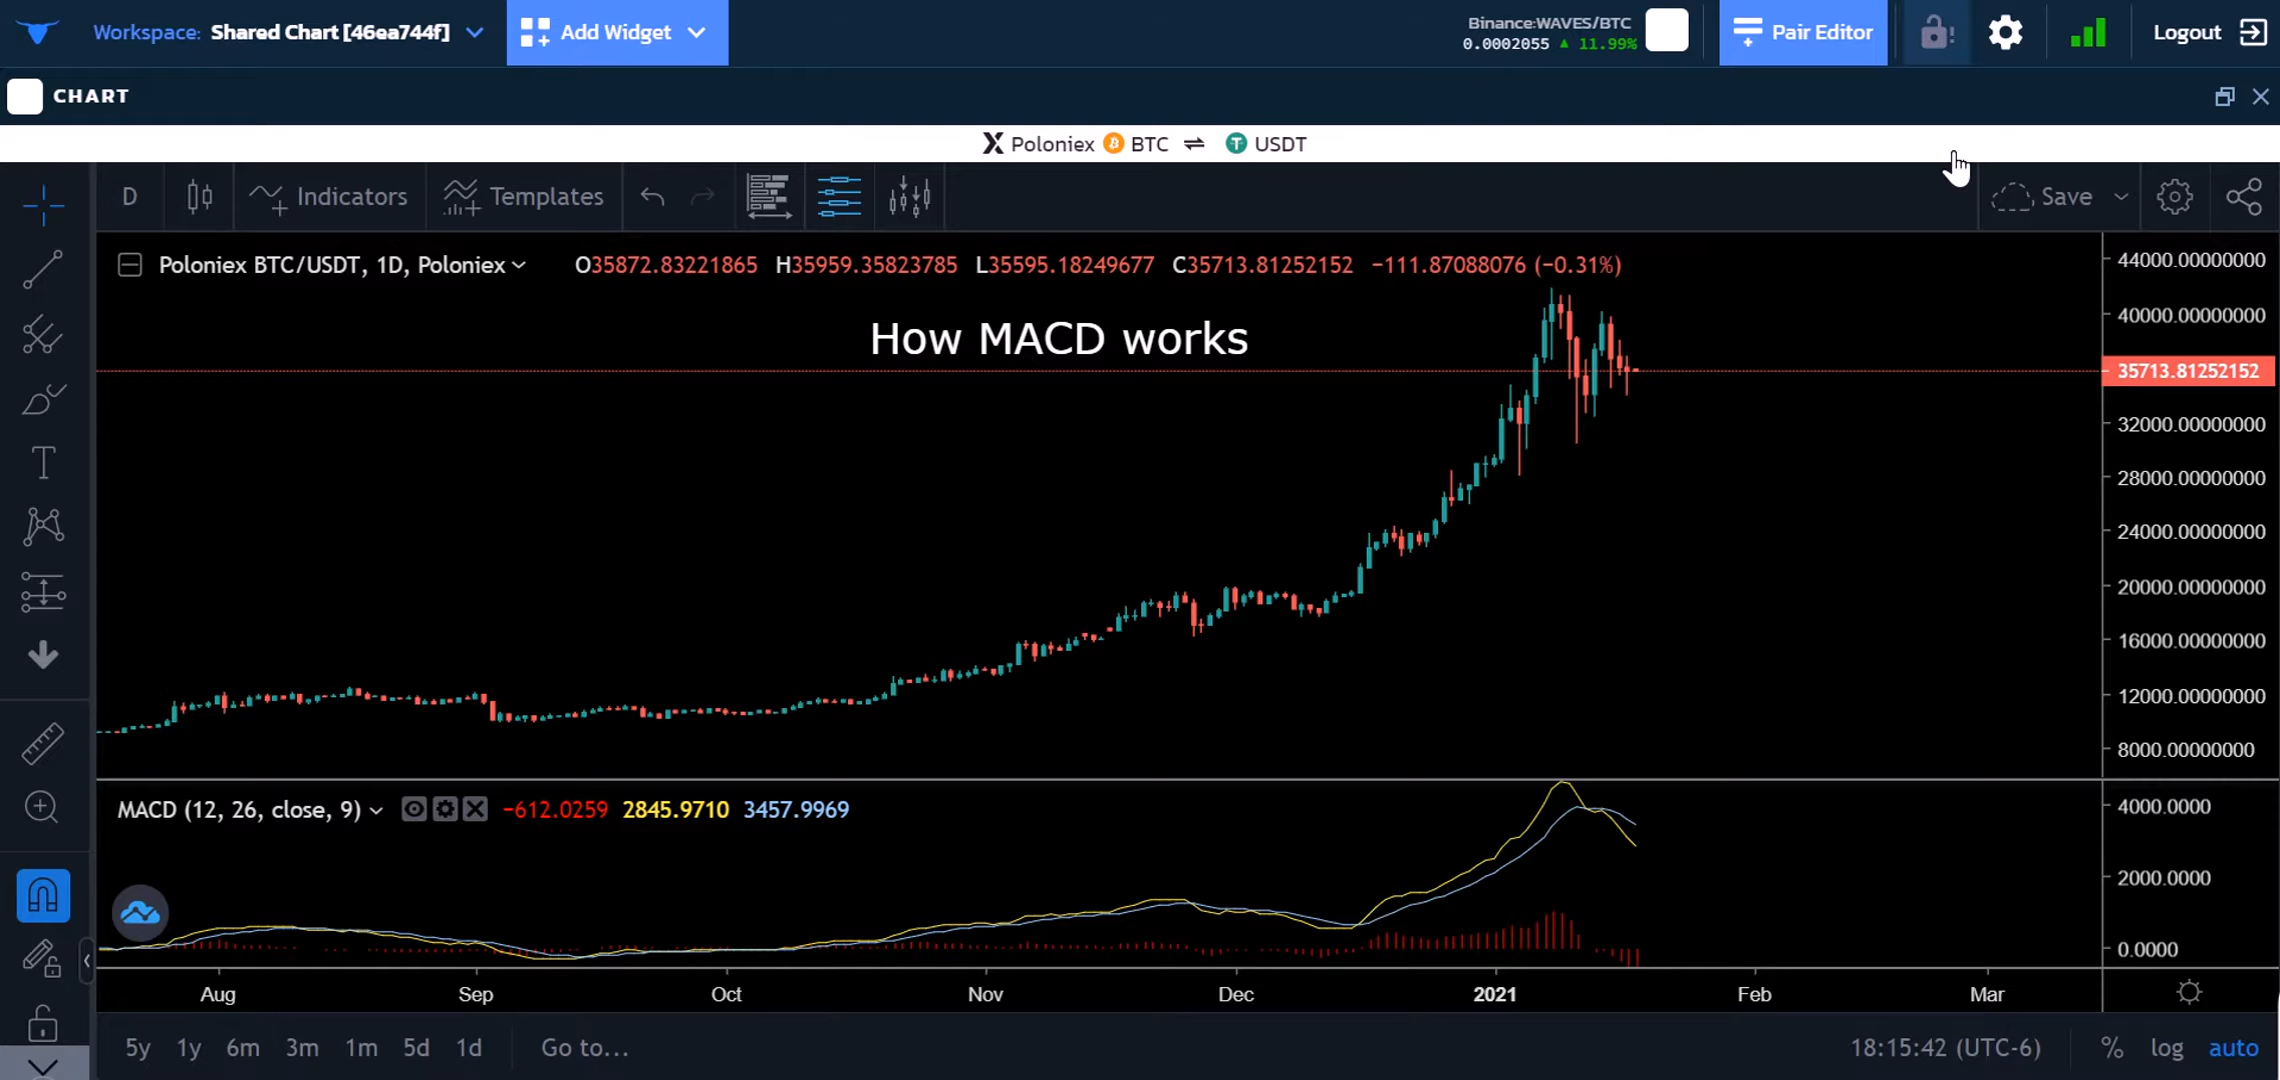 Workspace: Shared Chart [46ea744f]
Add Widget
Binance:WAVES/BTC
0.0002055 ▲ 11.99%
Pair Editor
Logout
CHART
Poloniex BTC ⇌ USDT
D
Indicators
Templates
Save
Poloniex BTC/USDT, 1D, Poloniex
O35872.83221865 H35959.35823785 L35595.18249677 C35713.81252152 −111.87088076 (−0.31%)
How MACD works
44000.00000000
40000.00000000
35713.81252152
32000.00000000
28000.00000000
24000.00000000
20000.00000000
16000.00000000
12000.00000000
8000.00000000
MACD (12, 26, close, 9) −612.0259 2845.9710 3457.9969
4000.0000
2000.0000
0.0000
Aug Sep Oct Nov Dec 2021 Feb Mar
5y 1y 6m 3m 1m 5d 1d Go to...
18:15:42 (UTC-6) % log auto